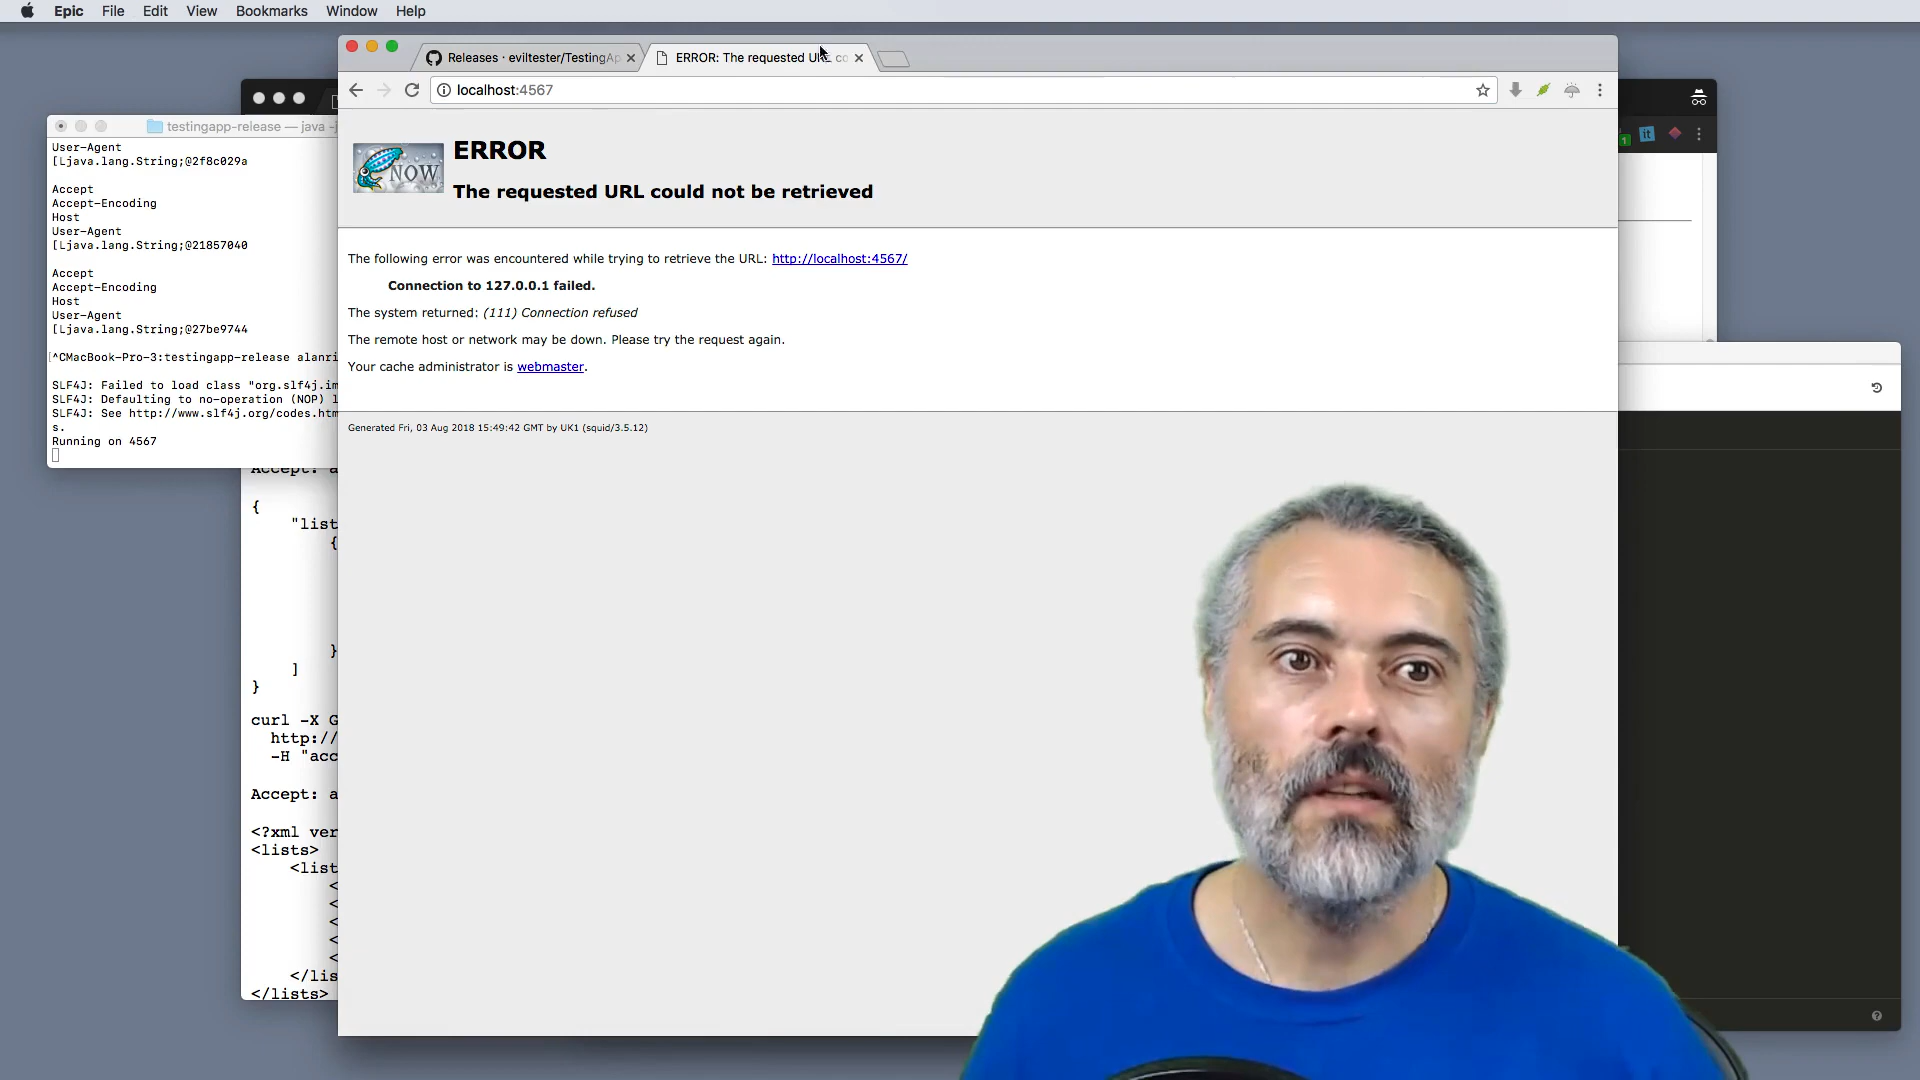 Epic File Edit View Bookmarks Window Help
Releases · eviltester/TestingAp
ERROR: The requested URL co
localhost:4567
testingapp-release — java -j
User-Agent
[Ljava.lang.String;@2f8c029a
Accept
Accept-Encoding
Host
User-Agent
[Ljava.lang.String;@21857040
Accept
Accept-Encoding
Host
User-Agent
[Ljava.lang.String;@27be9744
^CMacBook-Pro-3:testingapp-release alanri
SLF4J: Failed to load class "org.slf4j.im
SLF4J: Defaulting to no-operation (NOP) l
SLF4J: See http://www.slf4j.org/codes.htm
s.
Running on 4567
NOW
ERROR
The requested URL could not be retrieved
The following error was encountered while trying to retrieve the URL: http://localhost:4567/
Connection to 127.0.0.1 failed.
The system returned: (111) Connection refused
The remote host or network may be down. Please try the request again.
Your cache administrator is webmaster.
Generated Fri, 03 Aug 2018 15:49:42 GMT by UK1 (squid/3.5.12)
Accept: a
{
"list
{
}
]
}
curl -X G
http://
-H "acc
Accept: a
<?xml ver
<lists>
<list
<
<
<
<
<
</lis
</lists>
it
1
?